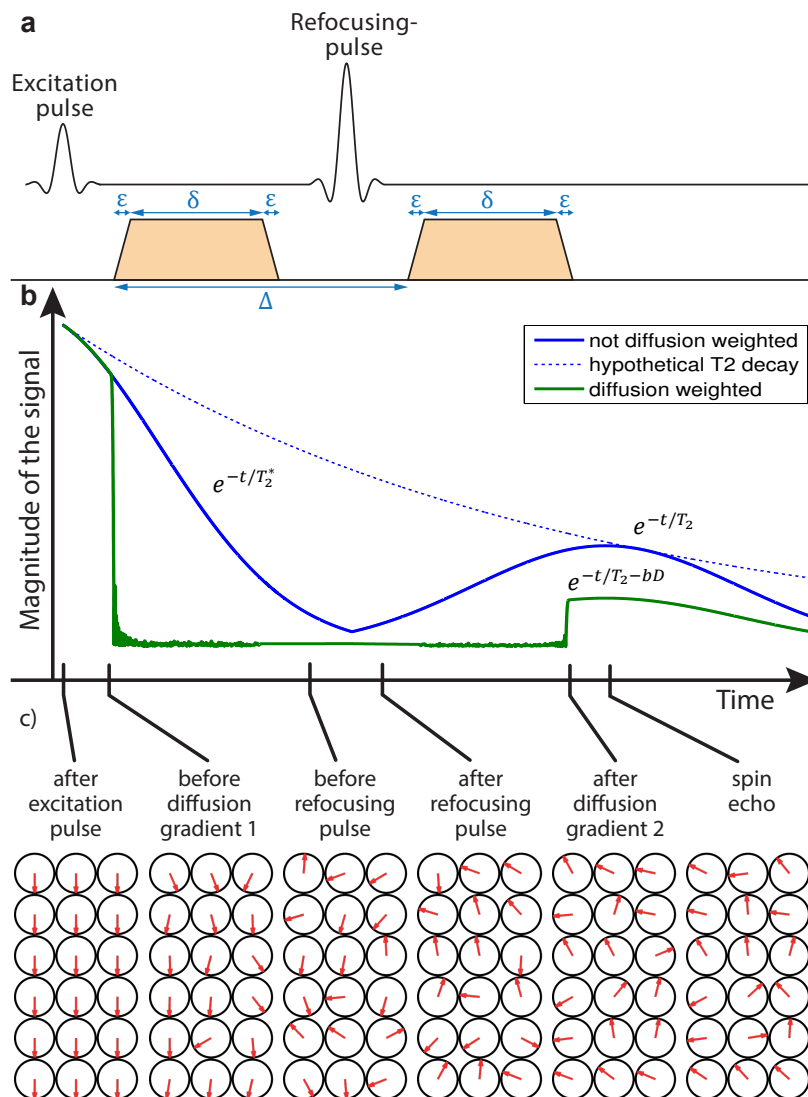 a
Refocusing-
pulse
Excitation
pulse
ε δ ε ε δ ε
Δ
b
Magnitude of the signal
not diffusion weighted
hypothetical T2 decay
diffusion weighted
e^{-t/T_2^*}
e^{-t/T_2}
e^{-t/T_2-bD}
Time
c)
after
excitation
pulse
before
diffusion
gradient 1
before
refocusing
pulse
after
refocusing
pulse
after
diffusion
gradient 2
spin
echo